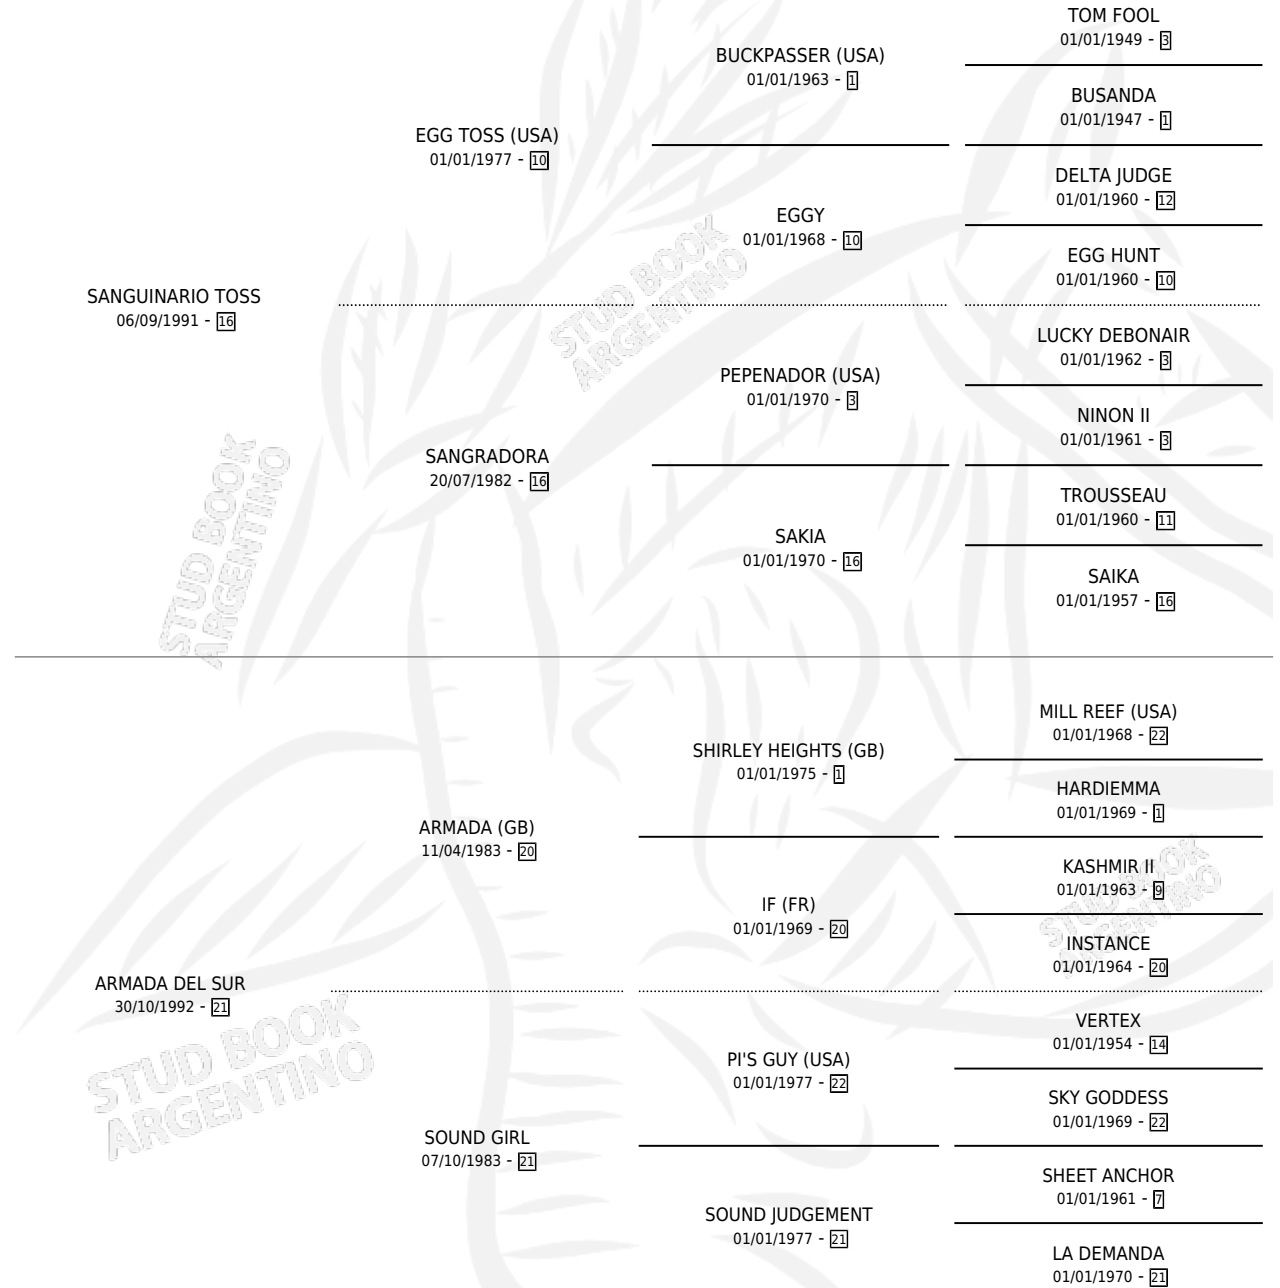 TOM FOOL
01/01/1949 - 3
BUCKPASSER (USA)
01/01/1963 - 1
BUSANDA
01/01/1947 - 1
EGG TOSS (USA)
01/01/1977 - 10
DELTA JUDGE
01/01/1960 - 12
EGGY
01/01/1968 - 10
EGG HUNT
01/01/1960 - 10
SANGUINARIO TOSS
06/09/1991 - 16
STUD BOOK
ARGENTINO
LUCKY DEBONAIR
01/01/1962 - 3
PEPENADOR (USA)
01/01/1970 - 3
NINON II
01/01/1961 - 3
SANGRADORA
20/07/1982 - 16
TROUSSEAU
01/01/1960 - 11
SAKIA
01/01/1970 - 16
SAIKA
01/01/1957 - 16
STUD BOOK
ARGENTINO
MILL REEF (USA)
01/01/1968 - 22
SHIRLEY HEIGHTS (GB)
01/01/1975 - 1
HARDIEMMA
01/01/1969 - 1
ARMADA (GB)
11/04/1983 - 20
KASHMIR II
01/01/1963 - 9
IF (FR)
01/01/1969 - 20
INSTANCE
01/01/1964 - 20
STUD BOOK
ARGENTINO
ARMADA DEL SUR
30/10/1992 - 21
VERTEX
01/01/1954 - 14
PI'S GUY (USA)
01/01/1977 - 22
SKY GODDESS
01/01/1969 - 22
STUD BOOK
ARGENTINO
SOUND GIRL
07/10/1983 - 21
SHEET ANCHOR
01/01/1961 - 7
SOUND JUDGEMENT
01/01/1977 - 21
LA DEMANDA
01/01/1970 - 21